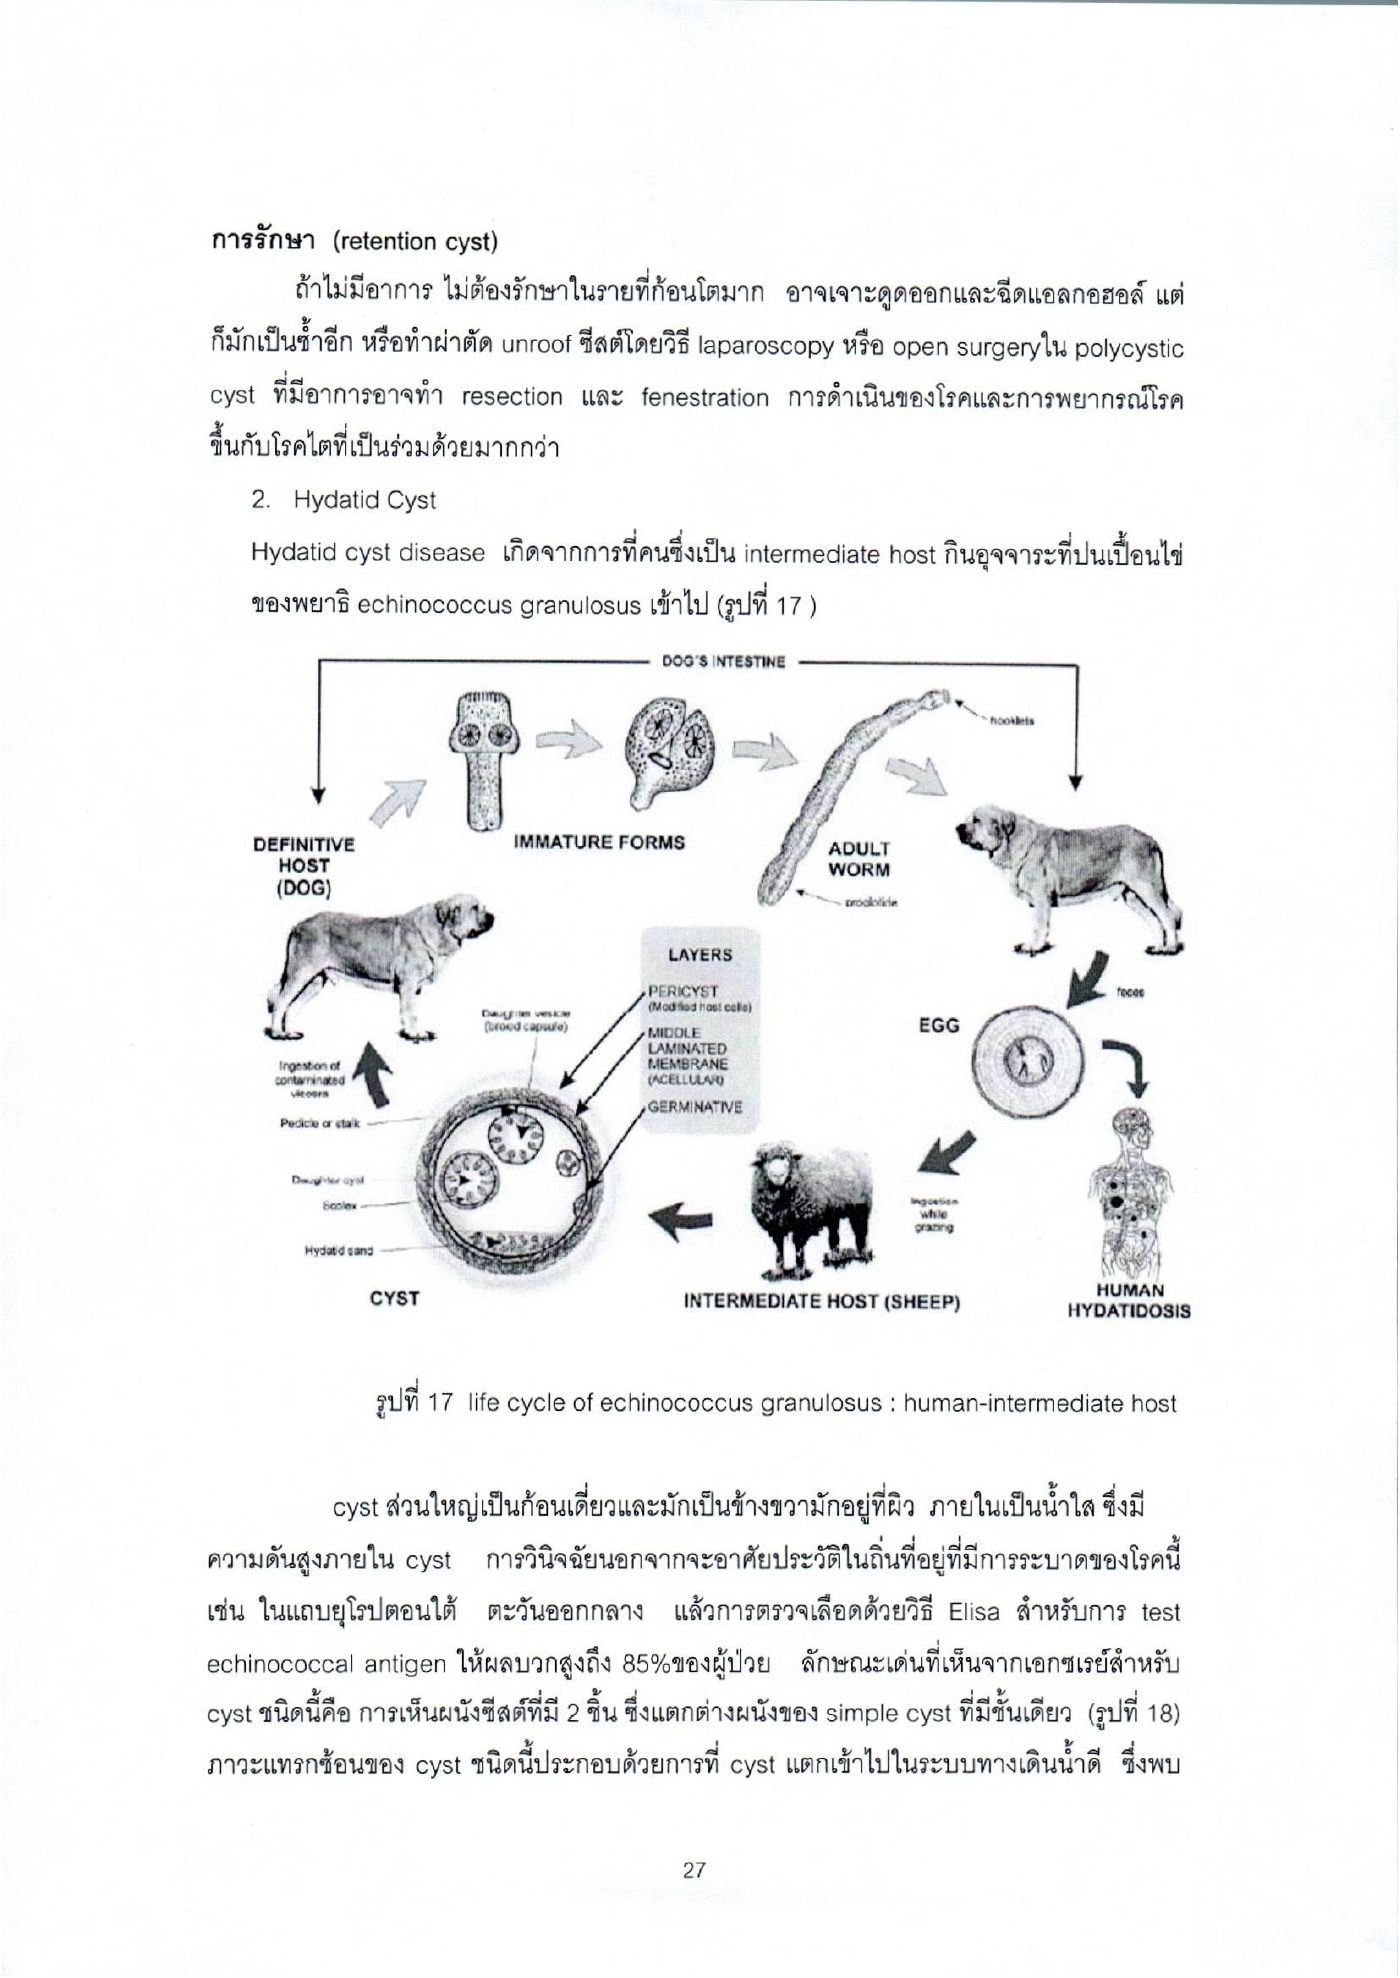 การรักษา (retention cyst)
ถ้าไม่มีอาการ ไม่ต้องรักษาในรายที่ก้อนโตมาก อาจเจาะดูดออกและฉีดแอลกอฮอล์ แต่
ก็มักเป็นซ้ำอีก หรือทำผ่าตัด unroof ซีสต์โดยวิธี laparoscopy หรือ open surgeryใน polycystic
cyst ที่มีอาการอาจทำ resection และ fenestration การดำเนินของโรคและการพยากรณ์โรค
ขึ้นกับโรคไตที่เป็นร่วมด้วยมากกว่า
2. Hydatid Cyst
Hydatid cyst disease เกิดจากการที่คนซึ่งเป็น intermediate host กินอุจจาระที่ปนเปื้อนไข่
ของพยาธิ echinococcus granulosus เข้าไป (รูปที่ 17 )
DOG'S INTESTINE
hooklets
IMMATURE FORMS
DEFINITIVE
HOST
(DOG)
ADULT
WORM
LAYERS
PERICYST
(Modified host cells)
MIDDLE
LAMINATED
MEMBRANE
(ACELLULAR)
GERMINATIVE
Daughter vesicle
(brood capsule)
feces
EGG
Ingestion of
contaminated
viscera
Pedicle or stalk
Daughter cyst
Scolex
Hydatid sand
Ingestion
while
grazing
CYST
INTERMEDIATE HOST (SHEEP)
HUMAN
HYDATIDOSIS
รูปที่ 17 life cycle of echinococcus granulosus : human-intermediate host
cyst ส่วนใหญ่เป็นก้อนเดี่ยวและมักเป็นข้างขวามักอยู่ที่ผิว ภายในเป็นน้ำใส ซึ่งมี
ความดันสูงภายใน cyst การวินิจฉัยนอกจากจะอาศัยประวัติในถิ่นที่อยู่ที่มีการระบาดของโรคนี้
เช่น ในแถบยุโรปตอนใต้ ตะวันออกกลาง แล้วการตรวจเลือดด้วยวิธี Elisa สำหรับการ test
echinococcal antigen ให้ผลบวกสูงถึง 85%ของผู้ป่วย ลักษณะเด่นที่เห็นจากเอกซเรย์สำหรับ
cyst ชนิดนี้คือ การเห็นผนังซีสต์ที่มี 2 ชิ้น ซึ่งแตกต่างผนังของ simple cyst ที่มีชั้นเดียว (รูปที่ 18)
ภาวะแทรกซ้อนของ cyst ชนิดนี้ประกอบด้วยการที่ cyst แตกเข้าไปในระบบทางเดินน้ำดี ซึ่งพบ
27